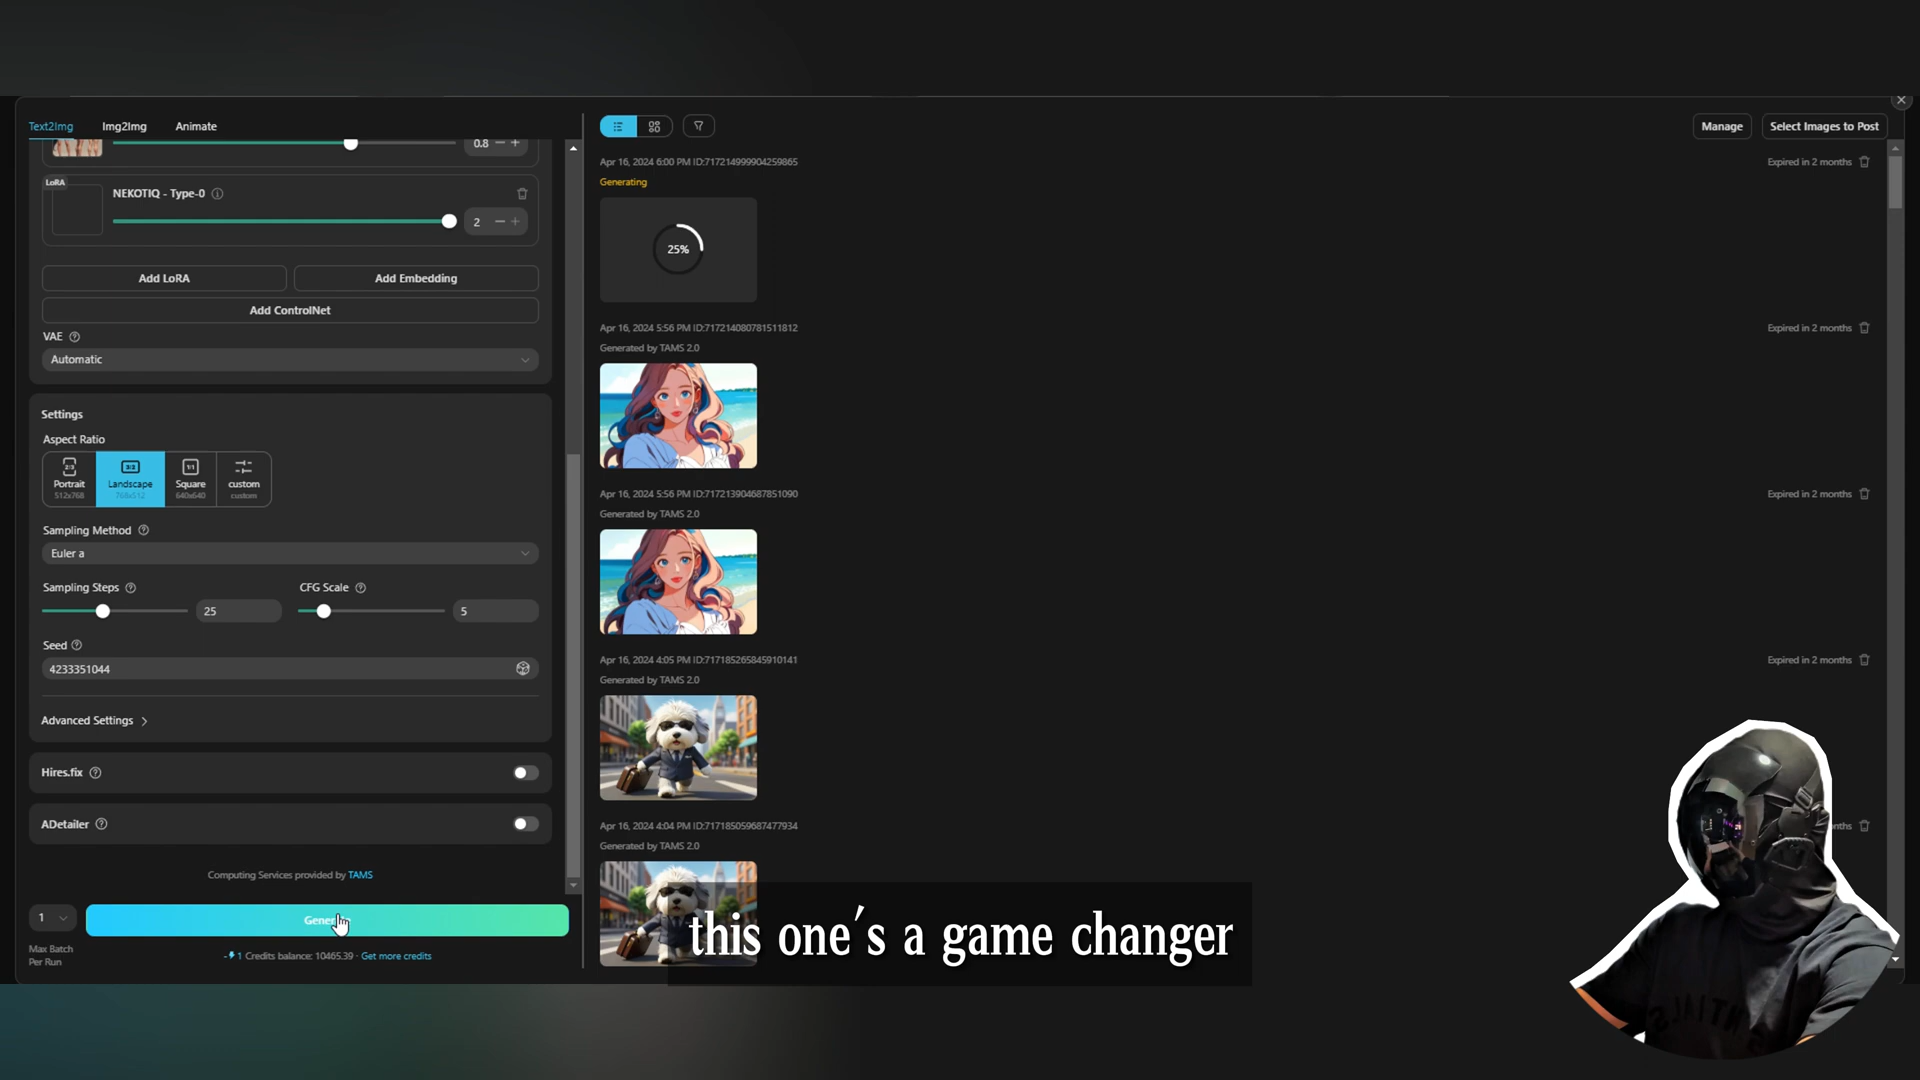 Text2Img
Img2Img
Animate
0.8
LoRA
NEKOTIQ - Type-0
2
Add LoRA
Add Embedding
Add ControlNet
VAE
Automatic
Settings
Aspect Ratio
2/3
Portrait
512x768
3/2
Landscape
768x512
1/1
Square
640x640
custom
custom
Sampling Method
Euler a
Sampling Steps
25
CFG Scale
5
Seed
4233351044
Advanced Settings
Hires.fix
ADetailer
Computing Services provided by TAMS
1
Max Batch
Per Run
-1 Credits balance: 10465.39 · Get more credits
Manage
Select Images to Post
Apr 16, 2024 6:00 PM ID:717214999904259865
Expired in 2 months
Generating
25%
Apr 16, 2024 5:56 PM ID:717214080781511812
Expired in 2 months
Generated by TAMS 2.0
Apr 16, 2024 5:56 PM ID:717213904687851090
Expired in 2 months
Generated by TAMS 2.0
Apr 16, 2024 4:05 PM ID:717185265845910141
Expired in 2 months
Generated by TAMS 2.0
Apr 16, 2024 4:04 PM ID:717185059687477934
Generated by TAMS 2.0
this one's a game changer